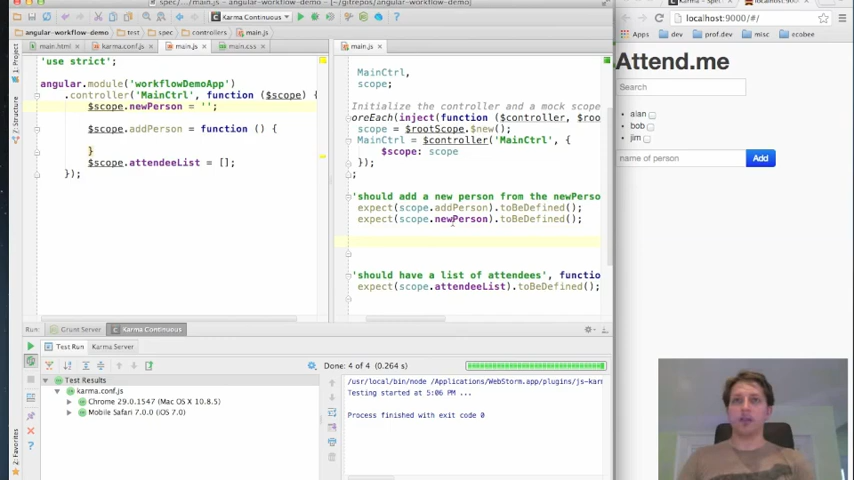 main.js - angular-workflow-demo - [~/gitrepos/angular-workflow-demo]
Karma Continuous
localhost:9000/#/
Apps
dev
prof.dev
misc
ecobee
angular-workflow-demo
test
spec
controllers
main.js
main.html
karma.conf.js
main.js
main.css
main.js
1: Project
7: Structure
2: Favorites
'use strict';
angular.module('workflowDemoApp')
.controller('MainCtrl', function ($scope) {
$scope.newPerson = '';
$scope.addPerson = function () {
}
$scope.attendeeList = [];
});
MainCtrl,
scope;
Initialize the controller and a mock scope
oreEach(inject(function ($controller, $roo
scope = $rootScope.$new();
MainCtrl = $controller('MainCtrl', {
$scope: scope
});
;
'should add a new person from the newPerso
expect(scope.addPerson).toBeDefined();
expect(scope.newPerson).toBeDefined();
'should have a list of attendees', functio
expect(scope.attendeeList).toBeDefined();
Attend.me
Search
alan
bob
jim
name of person
Add
Run:
Grunt Server
Karma Continuous
Test Run
Karma Server
Done: 4 of 4 (0.264 s)
Test Results
karma.conf.js
Chrome 29.0.1547 (Mac OS X 10.8.5)
Mobile Safari 7.0.0 (iOS 7.0)
/usr/local/bin/node /Applications/WebStorm.app/plugins/js-kar
Testing started at 5:06 PM ...
Process finished with exit code 0